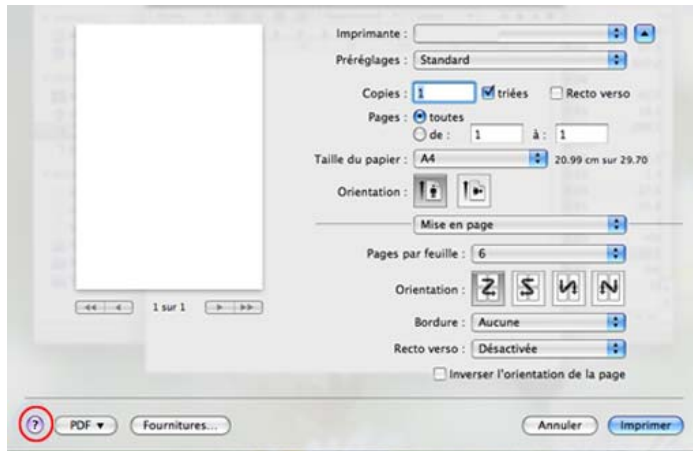 Imprimante :
Préréglages : Standard
Copies : 1 triées Recto verso
Pages : toutes
de : 1 à : 1
Taille du papier : A4 20.99 cm sur 29.70
Orientation :
Mise en page
Pages par feuille : 6
Orientation :
1 sur 1
Bordure : Aucune
Recto verso : Désactivée
Inverser l'orientation de la page
? PDF Fournitures... Annuler Imprimer